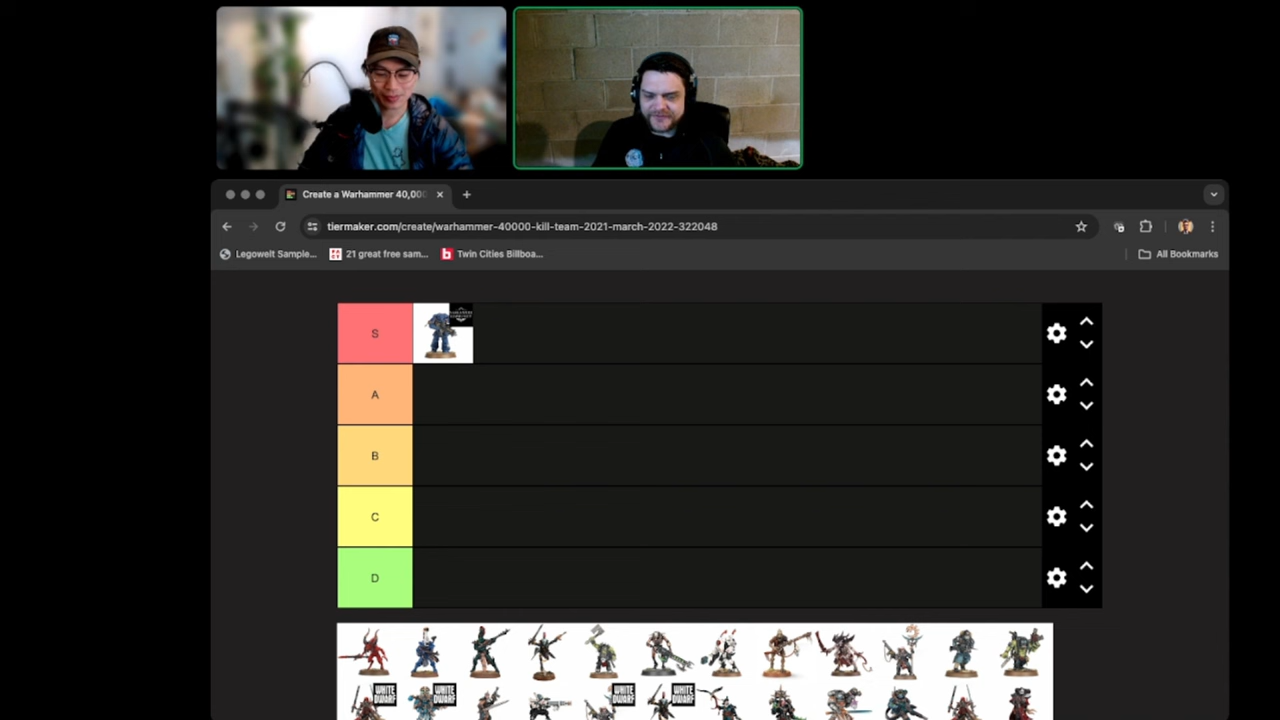 Create a Warhammer 40,00
tiermaker.com/create/warhammer-40000-kill-team-2021-march-2022-322048
Legowelt Sample...
21 great free sam...
b
Twin Cities Billboa...
All Bookmarks
S
A
B
C
D
WHITE DWARF
WHITE DWARF
WHITE DWARF
WHITE DWARF